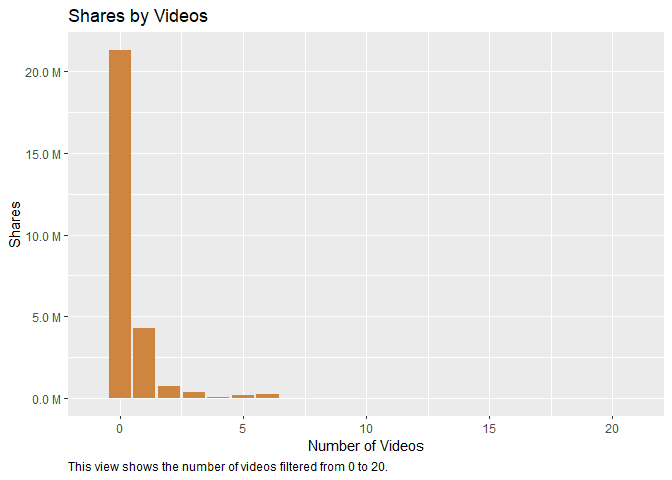 Shares by Videos
20.0 M
15.0 M
10.0 M
5.0 M
0.0 M
Shares
0 5 10 15 20
Number of Videos
This view shows the number of videos filtered from 0 to 20.